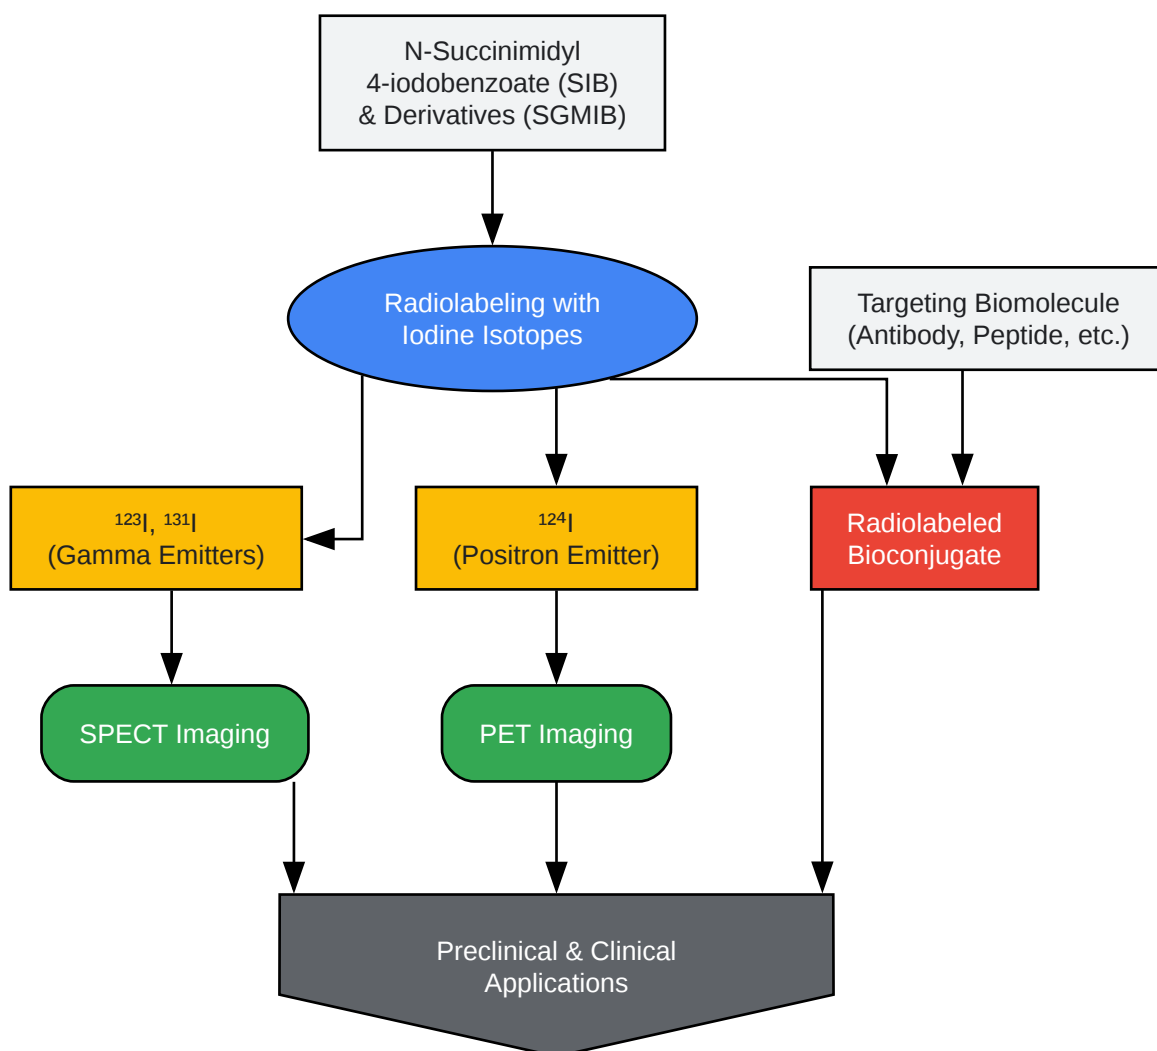 N-Succinimidyl
4-iodobenzoate (SIB)
& Derivatives (SGMIB)
Radiolabeling with
Iodine Isotopes
Targeting Biomolecule
(Antibody, Peptide, etc.)
¹²³I, ¹³¹I
(Gamma Emitters)
¹²⁴I
(Positron Emitter)
Radiolabeled
Bioconjugate
SPECT Imaging
PET Imaging
Preclinical & Clinical
Applications